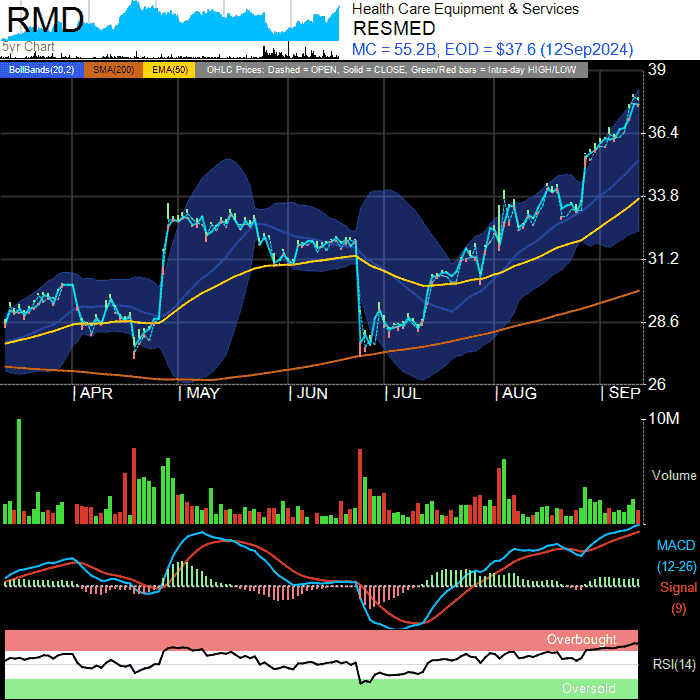 RMD
5yr Chart
Health Care Equipment & Services
RESMED
MC = 55.2B, EOD = $37.6 (12Sep2024)
BollBands(20,2) SMA(200) EMA(50) OHLC Prices: Dashed = OPEN, Solid = CLOSE, Green/Red bars = Intra-day HIGH/LOW
39
36.4
33.8
31.2
28.6
26
APR MAY JUN JUL AUG SEP
10M
Volume
MACD
(12-26)
Signal
(9)
Overbought
RSI(14)
Oversold